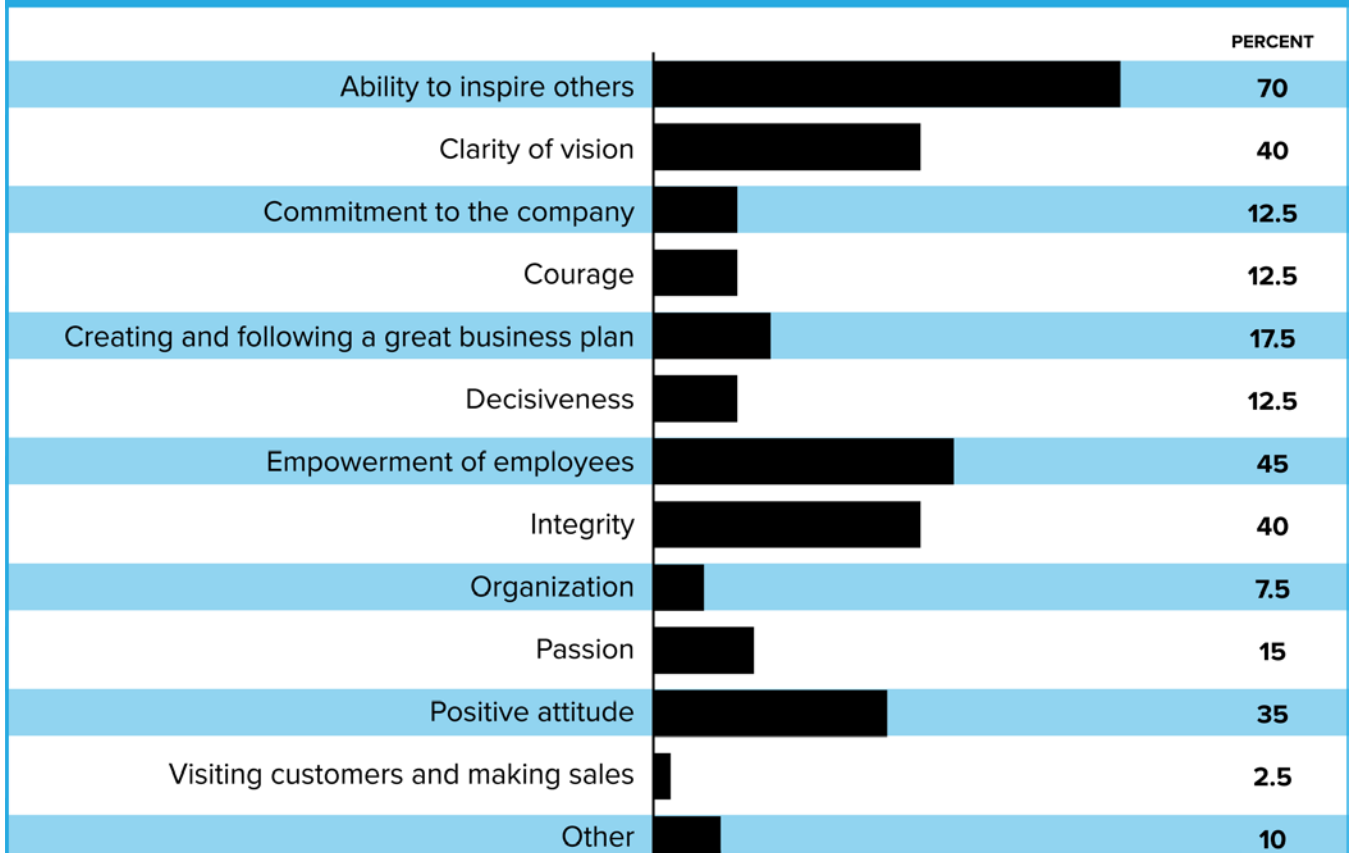 PERCENT
Ability to inspire others 70
Clarity of vision 40
Commitment to the company 12.5
Courage 12.5
Creating and following a great business plan 17.5
Decisiveness 12.5
Empowerment of employees 45
Integrity 40
Organization 7.5
Passion 15
Positive attitude 35
Visiting customers and making sales 2.5
Other 10